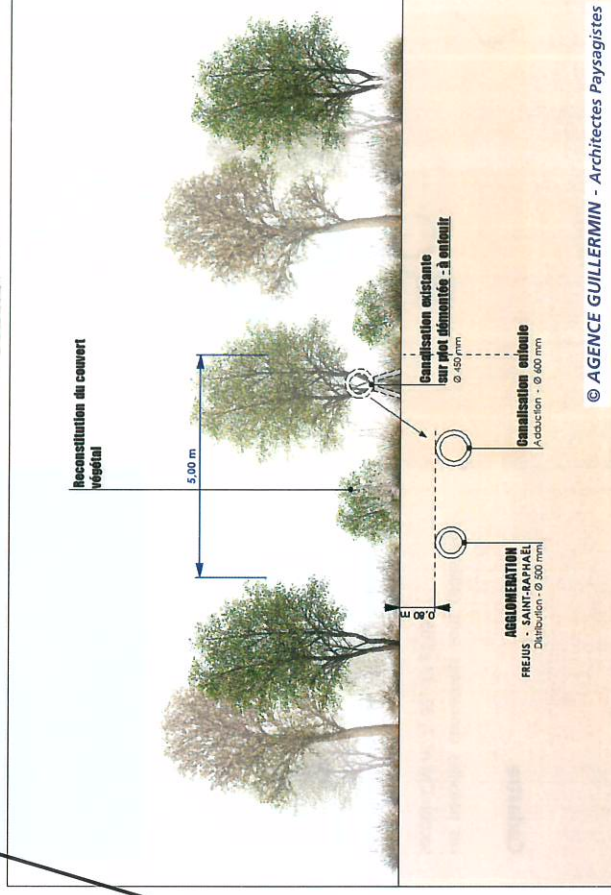 Reconstitution du couvert
végétal
5,00 m
Canalisation existante
sur plot démontée - à enfouir
Ø 450 mm
0.80 m
AGGLOMERATION
FREJUS - SAINT-RAPHAËL
Distribution - Ø 500 mm
Canalisation enfouie
Adduction - Ø 600 mm
© AGENCE GUILLERMIN - Architectes Paysagistes